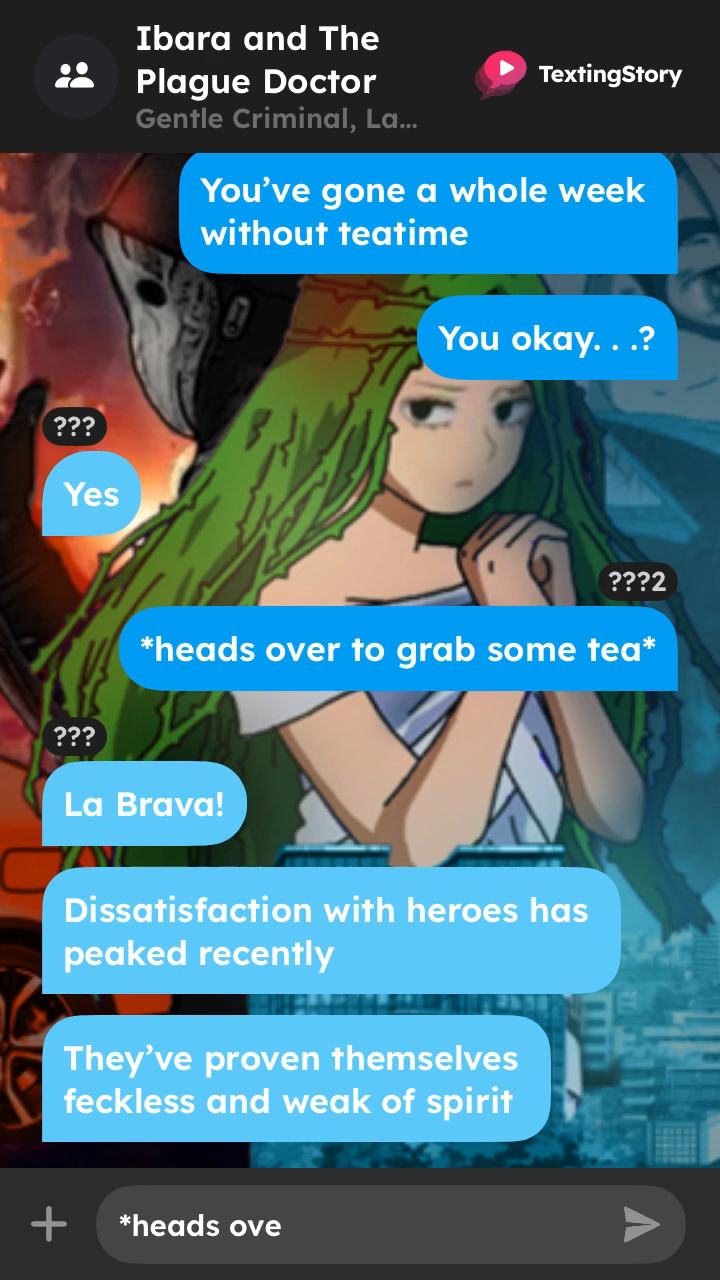 Ibara and The
Plague Doctor
Gentle Criminal, La...
TextingStory
You’ve gone a whole week
without teatime
You okay. . .?
???
Yes
???2
*heads over to grab some tea*
???
La Brava!
Dissatisfaction with heroes has
peaked recently
They’ve proven themselves
feckless and weak of spirit
*heads ove